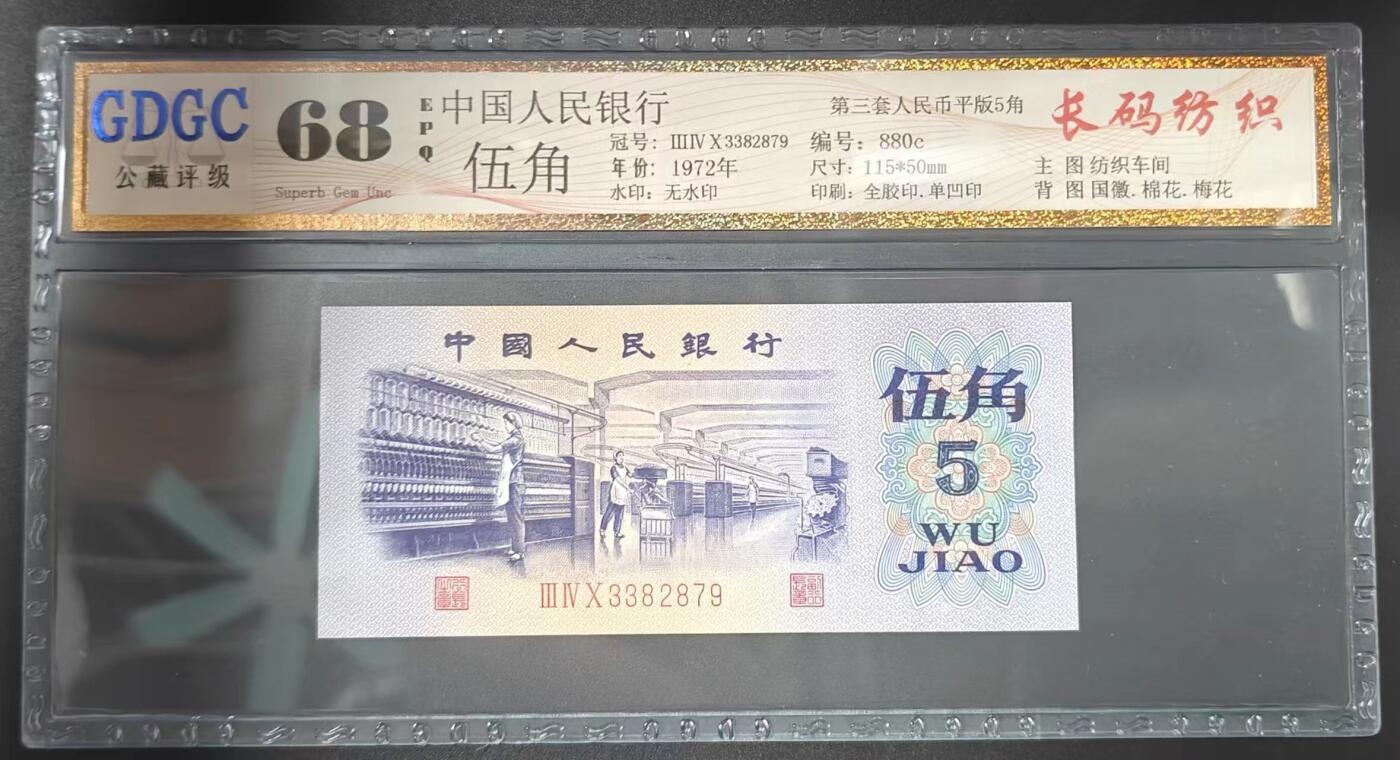 GDGC
公藏评级
68
EPQ
Superb Gem Unc
中国人民银行
伍角
冠号: ⅢⅣⅩ3382879
年份: 1972年
水印: 无水印
第三套人民币平版5角
编号: 880c
尺寸: 115*50mm
印刷: 全胶印.单凹印
长码纺织
主 图 纺织车间
背 图 国徽.棉花.梅花
中國人民銀行
伍角
5
WU
JIAO
ⅢⅣⅩ3382879